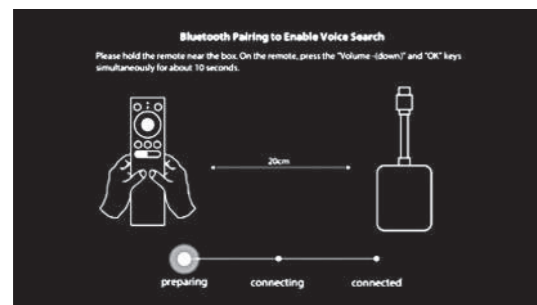 Bluetooth Pairing to Enable Voice Search
Please hold the remote near the box. On the remote, press the "Volume -(down)" and "OK" keys
simultaneously for about 10 seconds.
20cm
preparing
connecting
connected